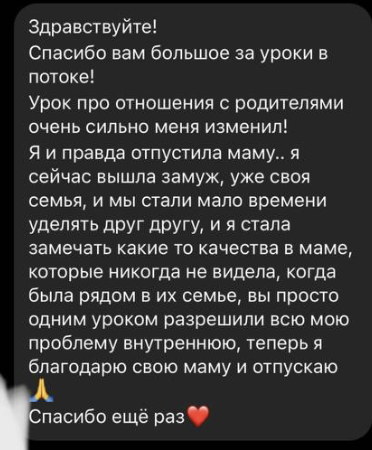 Здравствуйте!
Спасибо вам большое за уроки в
потоке!
Урок про отношения с родителями
очень сильно меня изменил!
Я и правда отпустила маму.. я
сейчас вышла замуж, уже своя
семья, и мы стали мало времени
уделять друг другу, и я стала
замечать какие то качества в маме,
которые никогда не видела, когда
была рядом в их семье, вы просто
одним уроком разрешили всю мою
проблему внутреннюю, теперь я
благодарю свою маму и отпускаю
🙏
Спасибо ещё раз❤️